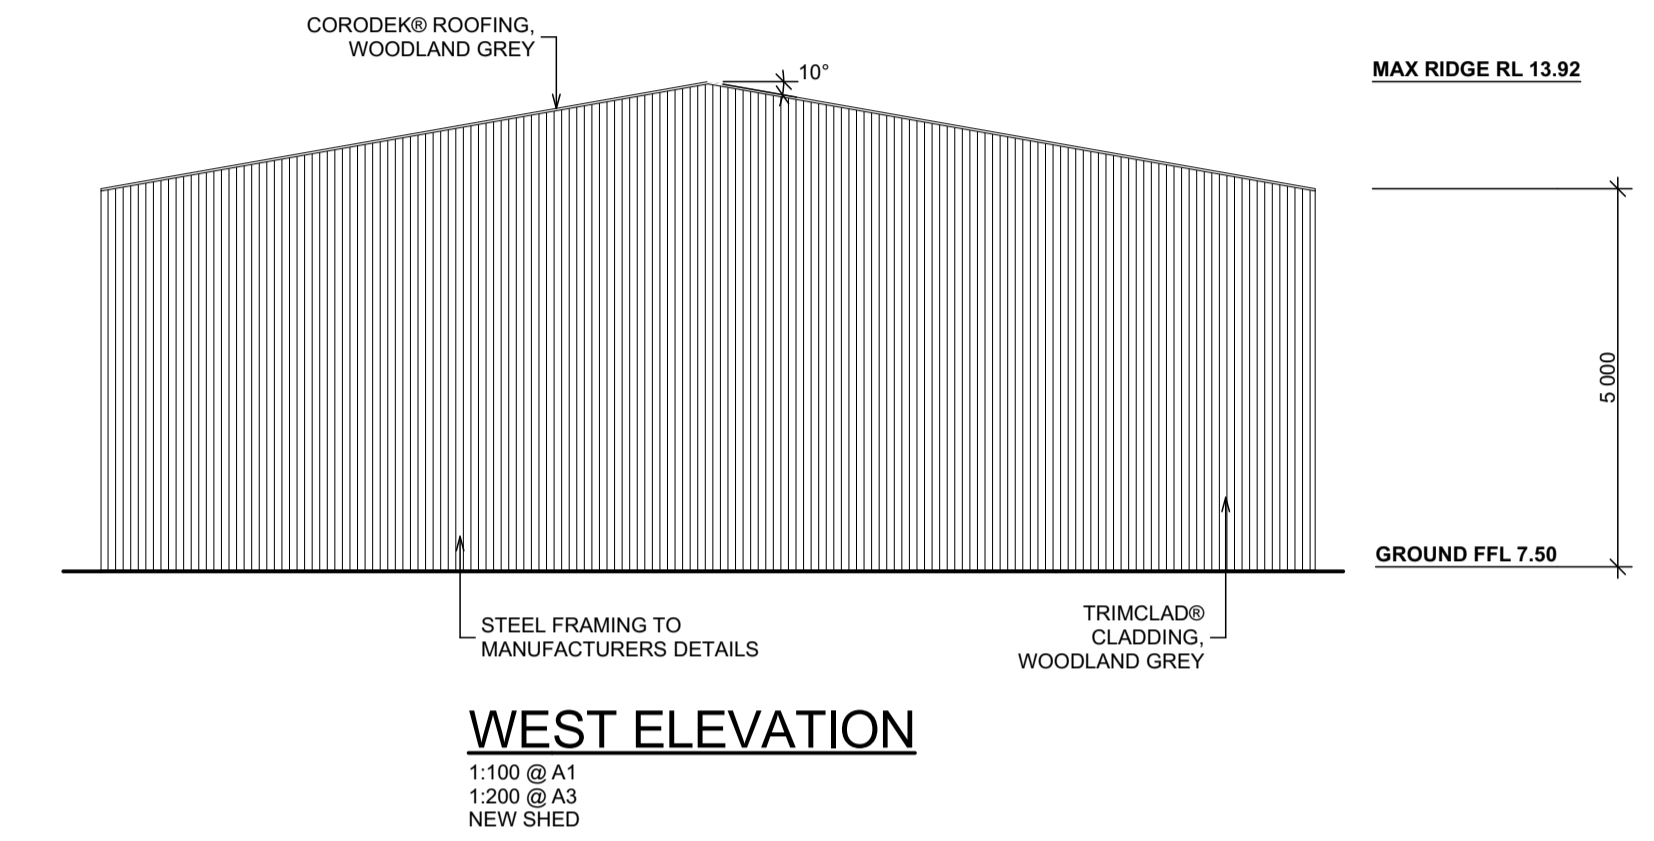 CORODEK® ROOFING,
WOODLAND GREY
10°
MAX RIDGE RL 13.92
5 000
GROUND FFL 7.50
STEEL FRAMING TO
MANUFACTURERS DETAILS
TRIMCLAD®
CLADDING,
WOODLAND GREY
WEST ELEVATION
1:100 @ A1
1:200 @ A3
NEW SHED